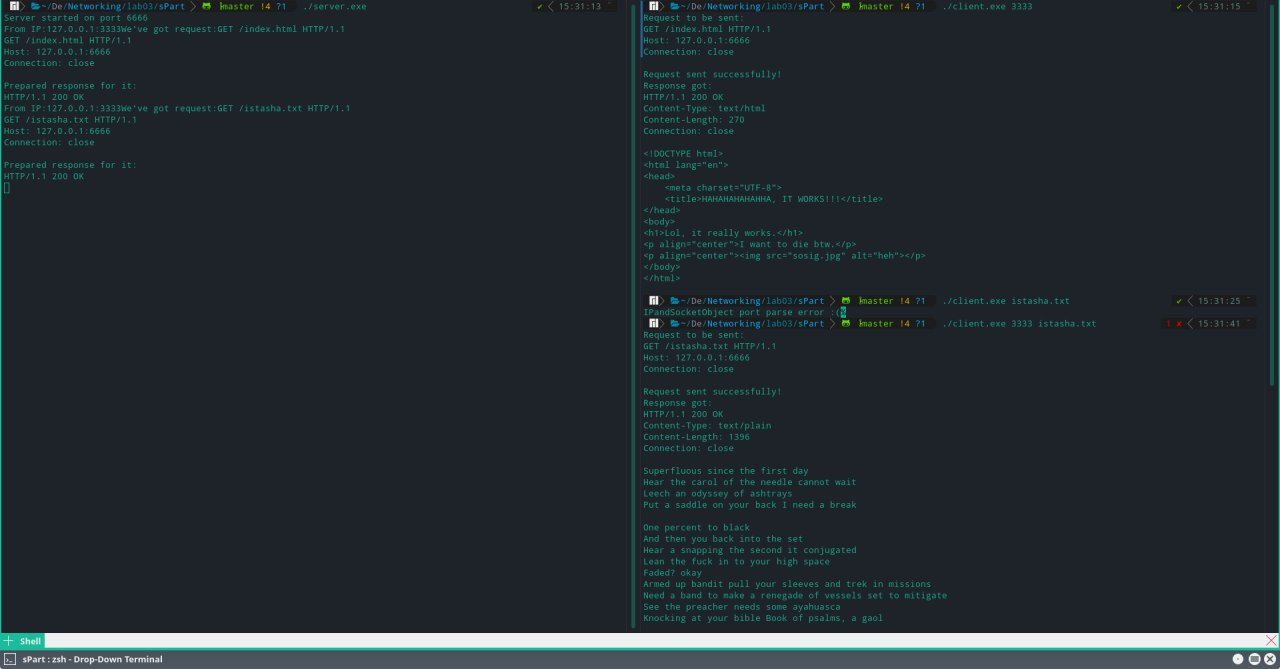 ~/De/Networking/lab03/sPart master !4 ?1 ./server.exe ✔ 15:31:13
Server started on port 6666
From IP:127.0.0.1:3333We've got request:GET /index.html HTTP/1.1
GET /index.html HTTP/1.1
Host: 127.0.0.1:6666
Connection: close

Prepared response for it:
HTTP/1.1 200 OK
From IP:127.0.0.1:3333We've got request:GET /istasha.txt HTTP/1.1
GET /istasha.txt HTTP/1.1
Host: 127.0.0.1:6666
Connection: close

Prepared response for it:
HTTP/1.1 200 OK
~/De/Networking/lab03/sPart master !4 ?1 ./client.exe 3333 ✔ 15:31:15
Request to be sent:
GET /index.html HTTP/1.1
Host: 127.0.0.1:6666
Connection: close

Request sent successfully!
Response got:
HTTP/1.1 200 OK
Content-Type: text/html
Content-Length: 270
Connection: close

<!DOCTYPE html>
<html lang="en">
<head>
    <meta charset="UTF-8">
    <title>HAHAHAHAHAHHA, IT WORKS!!!</title>
</head>
<body>
<h1>Lol, it really works.</h1>
<p align="center">I want to die btw.</p>
<p align="center"><img src="sosig.jpg" alt="heh"></p>
</body>
</html>

~/De/Networking/lab03/sPart master !4 ?1 ./client.exe istasha.txt ✔ 15:31:25
IPandSocketObject port parse error :(%
~/De/Networking/lab03/sPart master !4 ?1 ./client.exe 3333 istasha.txt 1 ✘ 15:31:41
Request to be sent:
GET /istasha.txt HTTP/1.1
Host: 127.0.0.1:6666
Connection: close

Request sent successfully!
Response got:
HTTP/1.1 200 OK
Content-Type: text/plain
Content-Length: 1396
Connection: close

Superfluous since the first day
Hear the carol of the needle cannot wait
Leech an odyssey of ashtrays
Put a saddle on your back I need a break

One percent to black
And then you back into the set
Hear a snapping the second it conjugated
Lean the fuck in to your high space
Faded? okay
Armed up bandit pull your sleeves and trek in missions
Need a band to make a renegade of vessels set to mitigate
See the preacher needs some ayahuasca
Knocking at your bible Book of psalms, a gaol
Shell
sPart : zsh - Drop-Down Terminal